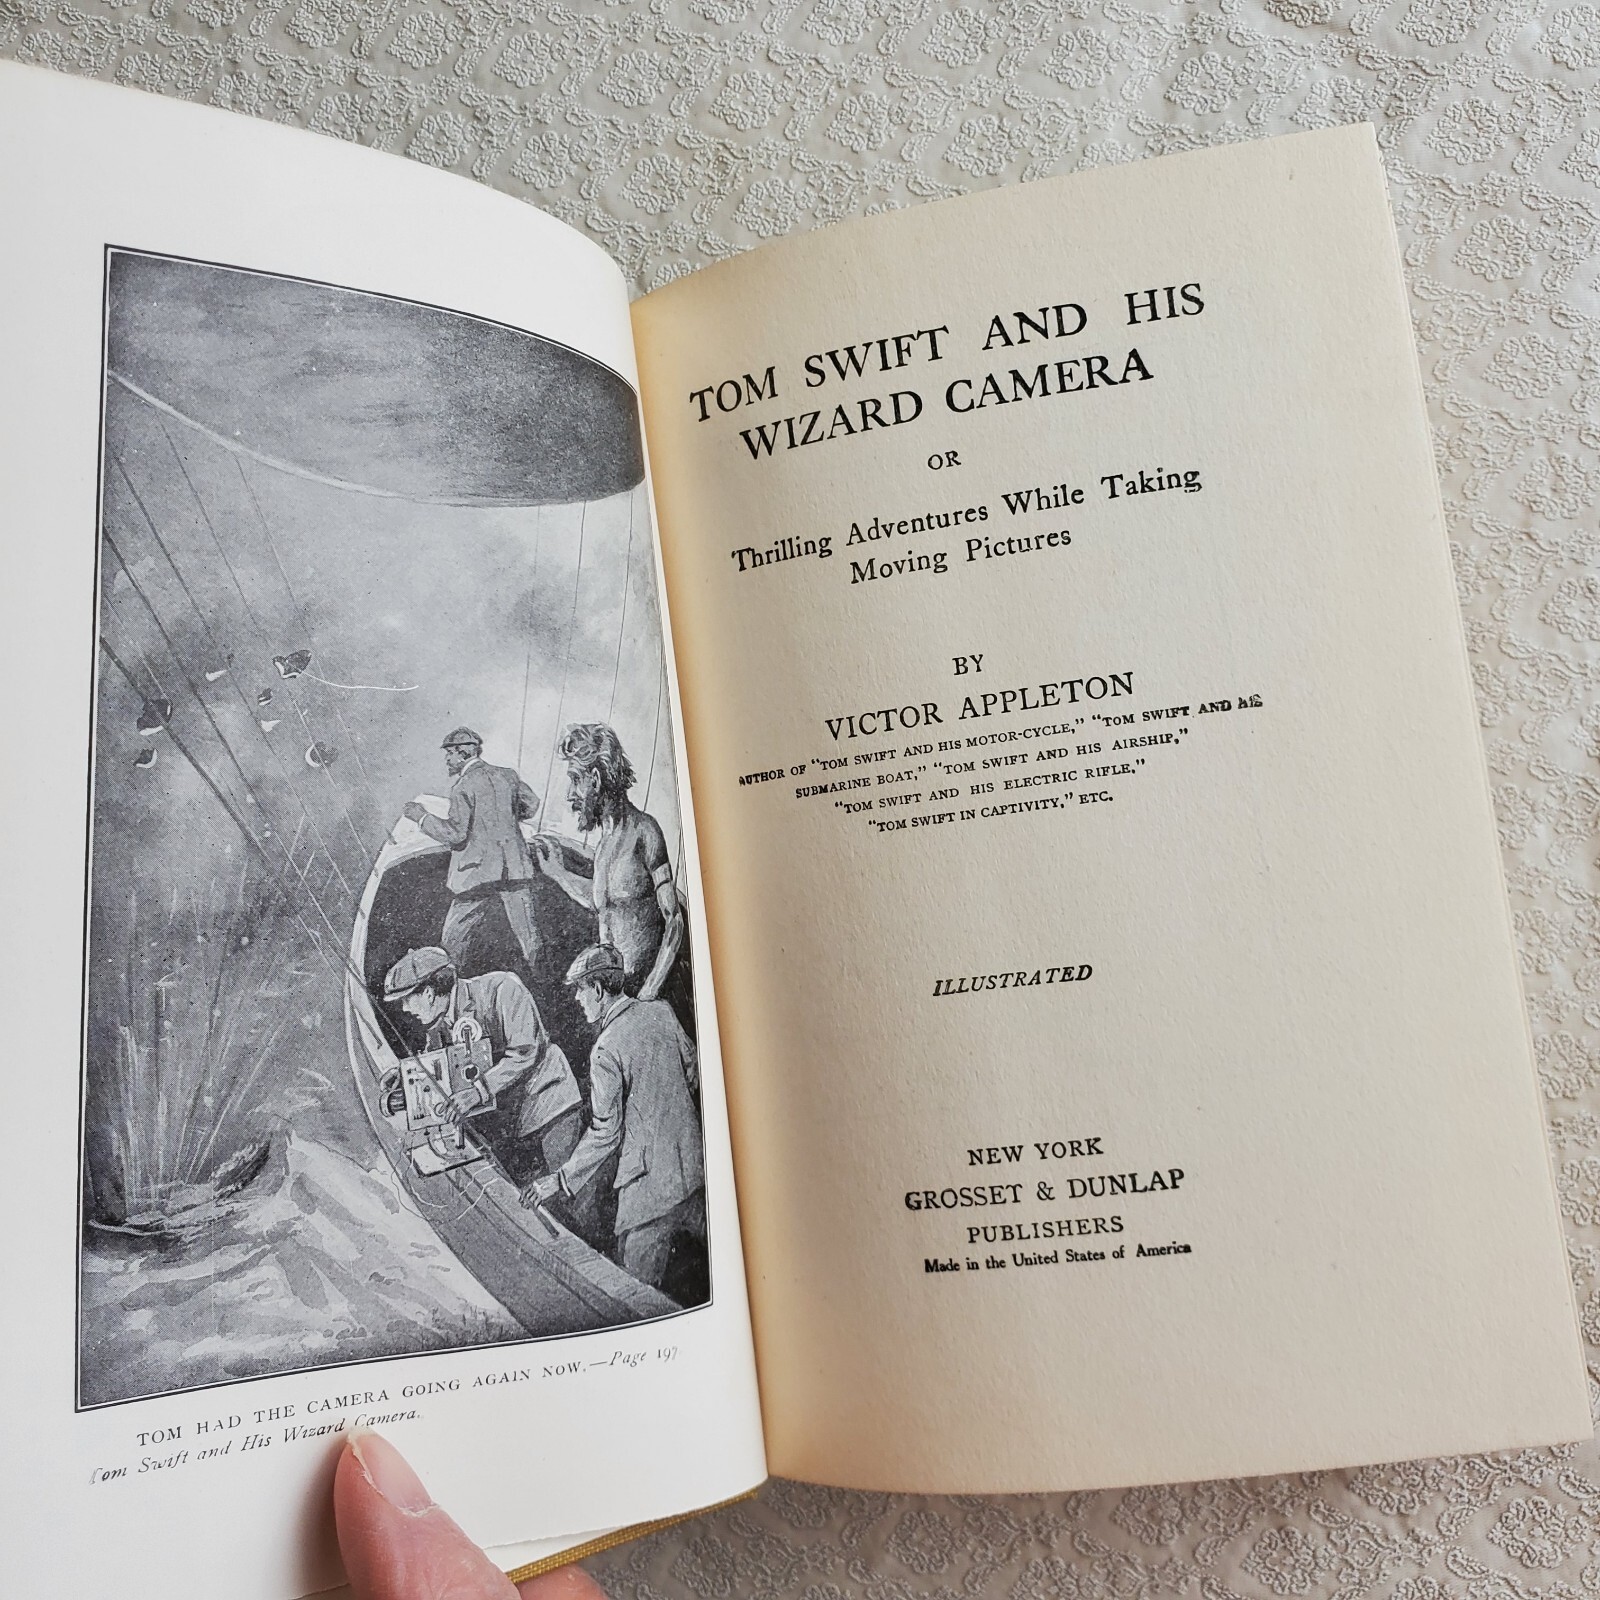 TOM HAD THE CAMERA GOING AGAIN NOW.—Page 197
Tom Swift and His Wizard Camera.
TOM SWIFT AND HIS
WIZARD CAMERA
OR
Thrilling Adventures While Taking
Moving Pictures
BY
VICTOR APPLETON
AUTHOR OF "TOM SWIFT AND HIS MOTOR-CYCLE," "TOM SWIFT AND HIS
SUBMARINE BOAT," "TOM SWIFT AND HIS AIRSHIP,"
"TOM SWIFT AND HIS ELECTRIC RIFLE,"
"TOM SWIFT IN CAPTIVITY," ETC.
ILLUSTRATED
NEW YORK
GROSSET & DUNLAP
PUBLISHERS
Made in the United States of America